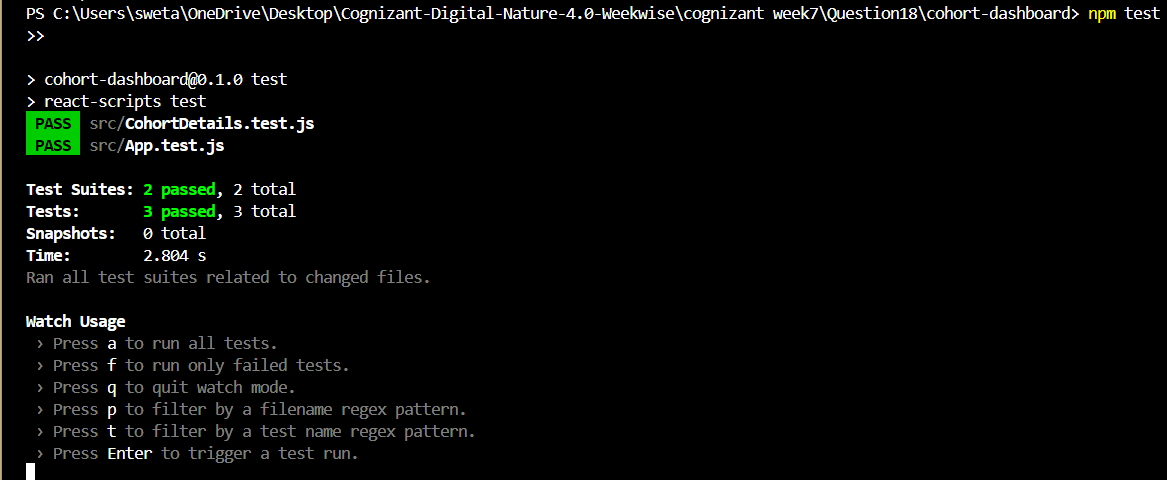 PS C:\Users\sweta\OneDrive\Desktop\Cognizant-Digital-Nature-4.0-Weekwise\cognizant week7\Question18\cohort-dashboard> npm test
>>
> cohort-dashboard@0.1.0 test
> react-scripts test
PASS src/CohortDetails.test.js
PASS src/App.test.js
Test Suites: 2 passed, 2 total
Tests: 3 passed, 3 total
Snapshots: 0 total
Time: 2.804 s
Ran all test suites related to changed files.
Watch Usage
› Press a to run all tests.
› Press f to run only failed tests.
› Press q to quit watch mode.
› Press p to filter by a filename regex pattern.
› Press t to filter by a test name regex pattern.
› Press Enter to trigger a test run.